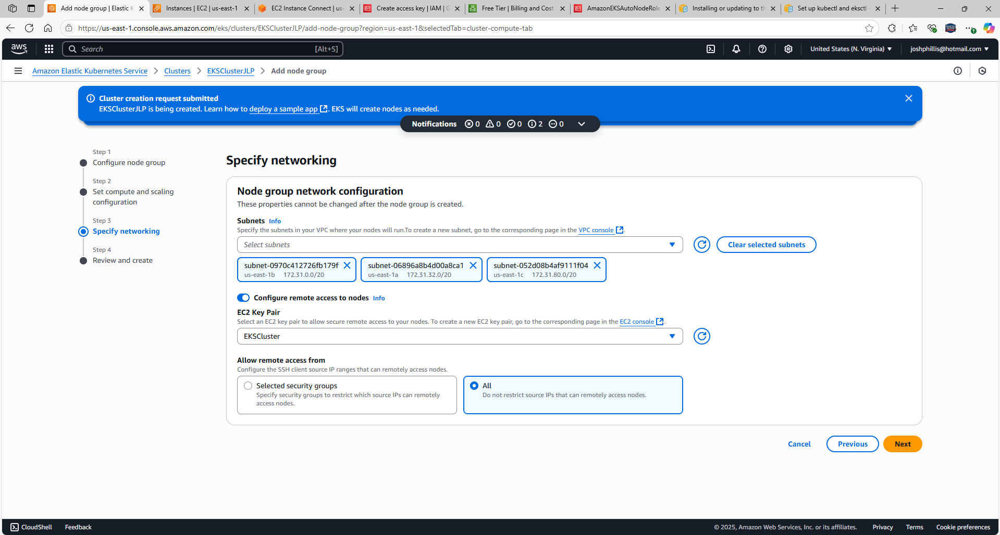 Add node group | Elastic K
Instances | EC2 | us-east-1
EC2 Instance Connect | us-
Create access key | IAM | G
Free Tier | Billing and Cost
AmazonEKSAutoNodeRole
Installing or updating to th
Set up kubectl and eksctl -
https://us-east-1.console.aws.amazon.com/eks/clusters/EKSClusterJLP/add-node-group?region=us-east-1&selectedTab=cluster-compute-tab
aws
Search
[Alt+S]
United States (N. Virginia)
joshphillis@hotmail.com
Amazon Elastic Kubernetes Service
Clusters
EKSClusterJLP
Add node group
Cluster creation request submitted
EKSClusterJLP is being created. Learn how to deploy a sample app. EKS will create nodes as needed.
Notifications 0 0 0 2 0
Step 1
Configure node group
Step 2
Set compute and scaling
configuration
Step 3
Specify networking
Step 4
Review and create
Specify networking
Node group network configuration
These properties cannot be changed after the node group is created.
Subnets Info
Specify the subnets in your VPC where your nodes will run.To create a new subnet, go to the corresponding page in the VPC console.
Select subnets
Clear selected subnets
subnet-0970c412726fb179f
us-east-1b 172.31.0.0/20
subnet-06896a8b4d00a8ca1
us-east-1a 172.31.32.0/20
subnet-052d08b4af9111f04
us-east-1c 172.31.80.0/20
Configure remote access to nodes Info
EC2 Key Pair
Select an EC2 key pair to allow secure remote access to your nodes. To create a new EC2 key pair, go to the corresponding page in the EC2 console.
EKSCluster
Allow remote access from
Configure the SSH client source IP ranges that can remotely access nodes.
Selected security groups
Specify security groups to restrict which source IPs can remotely
access nodes.
All
Do not restrict source IPs that can remotely access nodes.
Cancel
Previous
Next
CloudShell
Feedback
© 2025, Amazon Web Services, Inc. or its affiliates.
Privacy
Terms
Cookie preferences